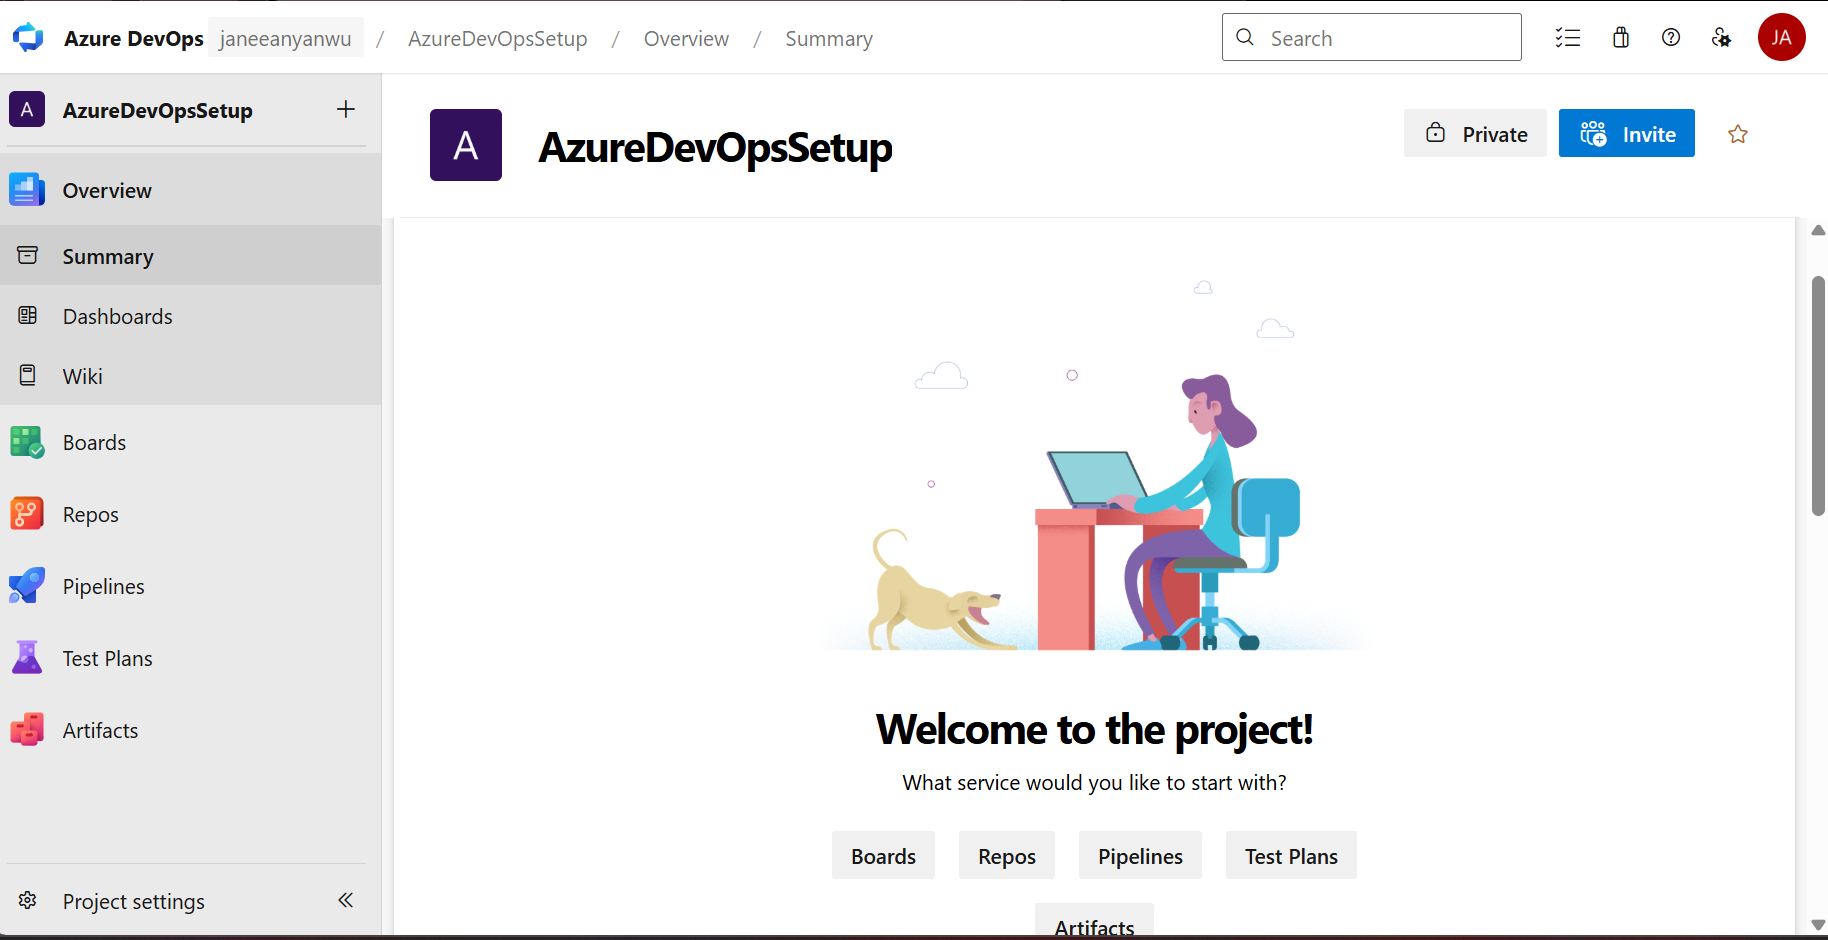 Azure DevOps janeeanyanwu / AzureDevOpsSetup / Overview / Summary
Search
JA
A AzureDevOpsSetup +
Overview
Summary
Dashboards
Wiki
Boards
Repos
Pipelines
Test Plans
Artifacts
Project settings
A AzureDevOpsSetup
Private
Invite
Welcome to the project!
What service would you like to start with?
Boards Repos Pipelines Test Plans
Artifacts